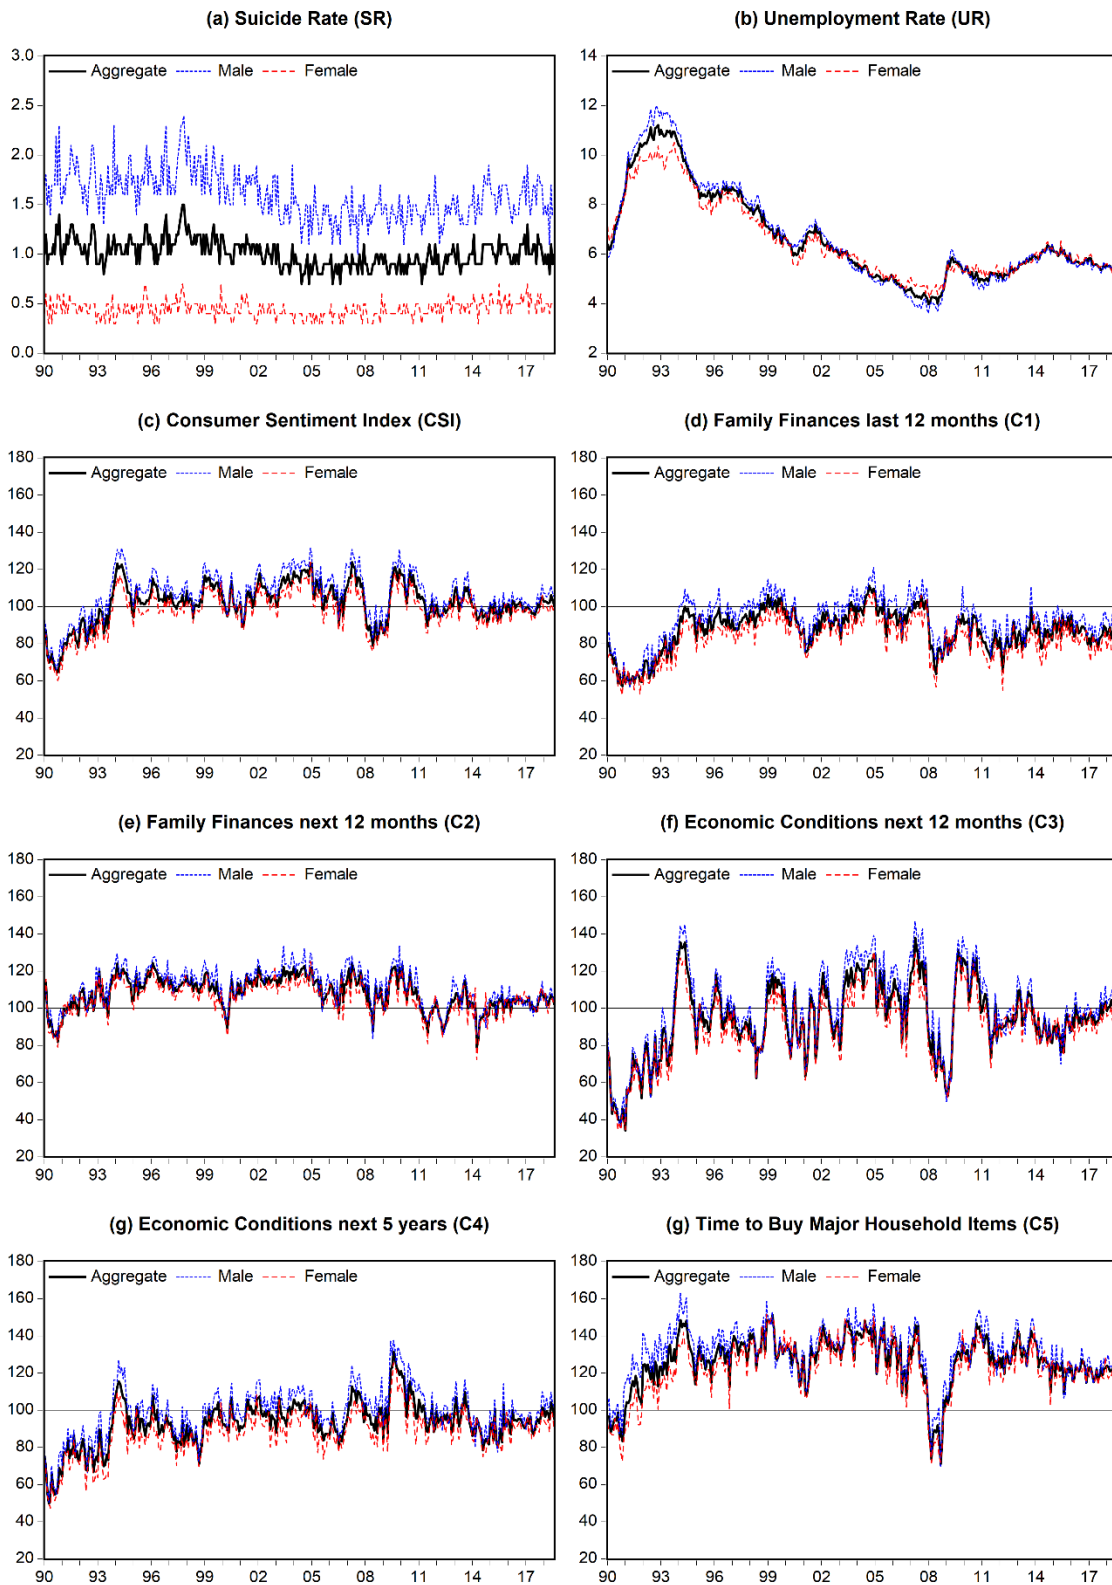 (a) Suicide Rate (SR)
3.0
Aggregate Male Female
2.5
2.0
1.5
1.0
0.5
0.0
90 93 96 99 02 05 08 11 14 17
(b) Unemployment Rate (UR)
14
Aggregate Male Female
12
10
8
6
4
2
90 93 96 99 02 05 08 11 14 17
(c) Consumer Sentiment Index (CSI)
180
Aggregate Male Female
160
140
120
100
80
60
40
20
90 93 96 99 02 05 08 11 14 17
(d) Family Finances last 12 months (C1)
180
Aggregate Male Female
160
140
120
100
80
60
40
20
90 93 96 99 02 05 08 11 14 17
(e) Family Finances next 12 months (C2)
180
Aggregate Male Female
160
140
120
100
80
60
40
20
90 93 96 99 02 05 08 11 14 17
(f) Economic Conditions next 12 months (C3)
180
Aggregate Male Female
160
140
120
100
80
60
40
20
90 93 96 99 02 05 08 11 14 17
(g) Economic Conditions next 5 years (C4)
180
Aggregate Male Female
160
140
120
100
80
60
40
20
90 93 96 99 02 05 08 11 14 17
(g) Time to Buy Major Household Items (C5)
180
Aggregate Male Female
160
140
120
100
80
60
40
20
90 93 96 99 02 05 08 11 14 17